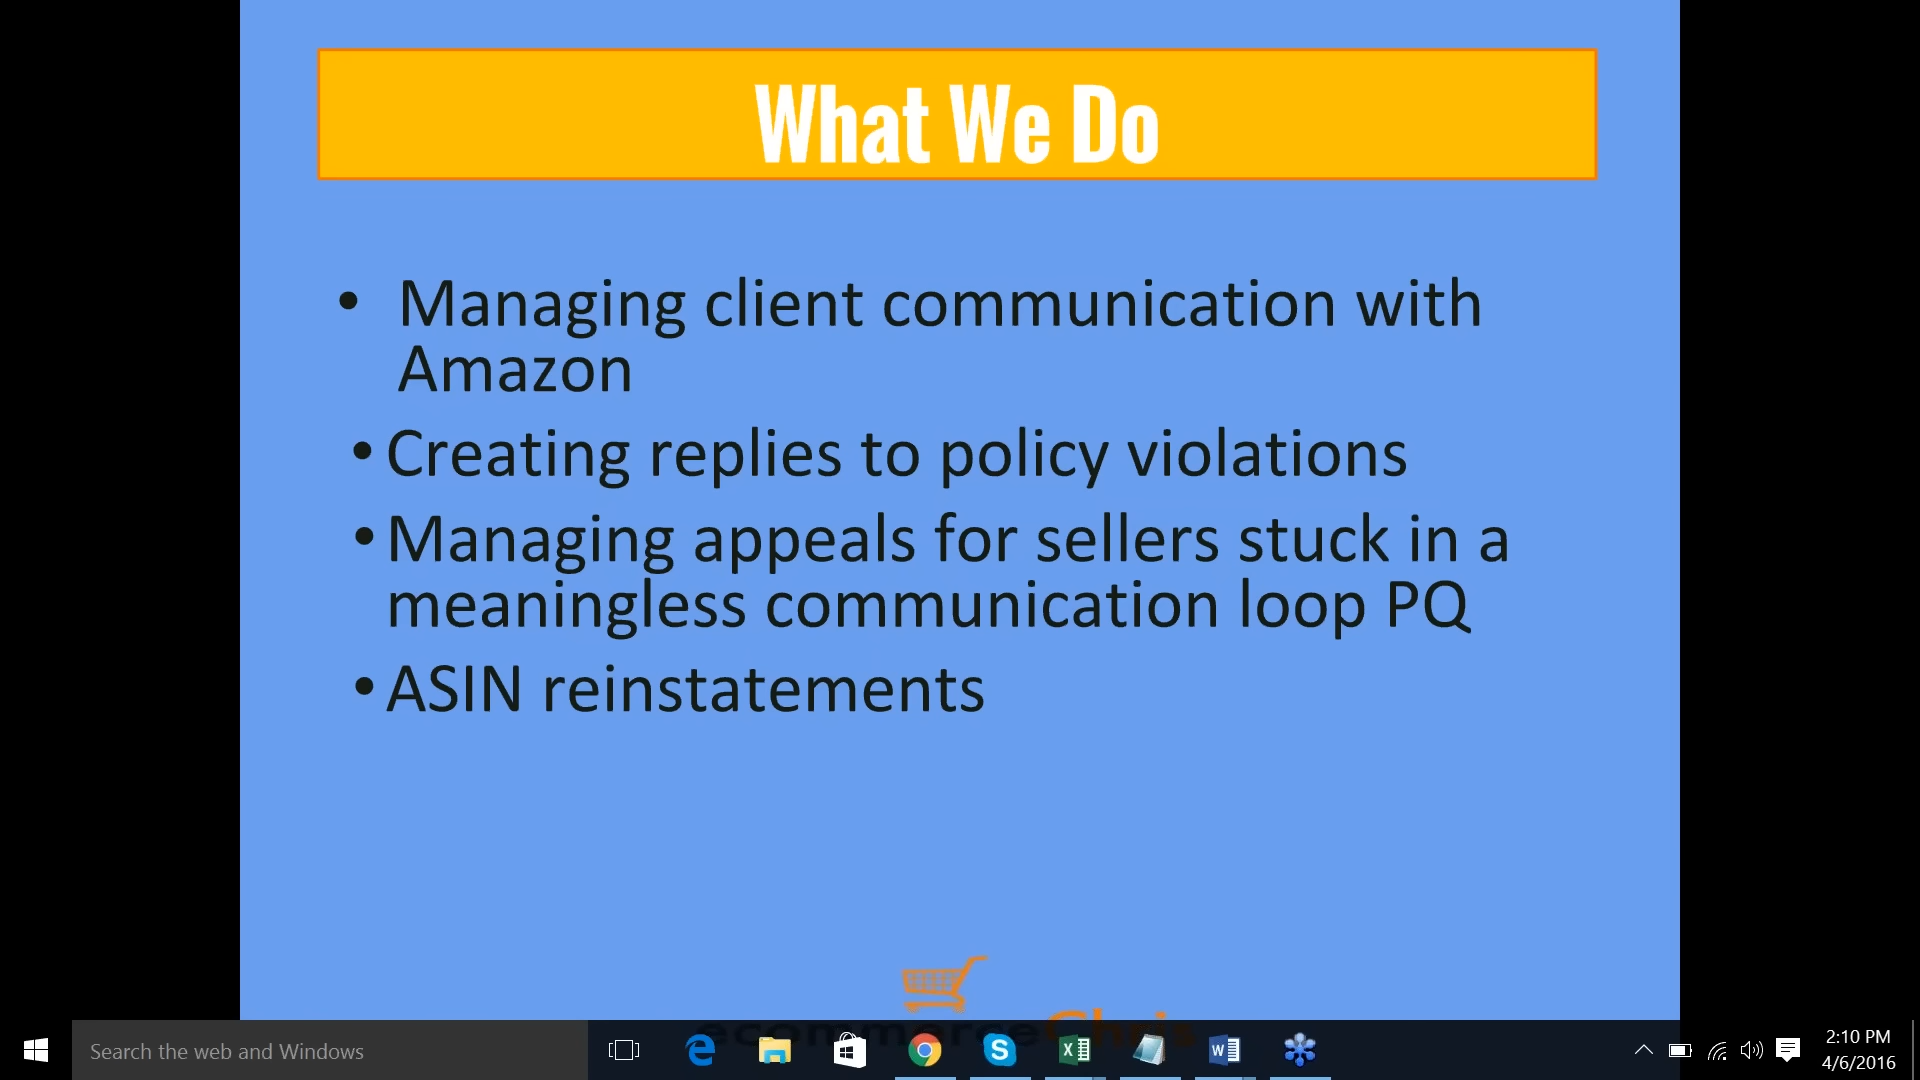 What We Do
• Managing client communication with
Amazon
• Creating replies to policy violations
• Managing appeals for sellers stuck in a
meaningless communication loop PQ
• ASIN reinstatements
ecommerceChris
Search the web and Windows
2:10 PM
4/6/2016